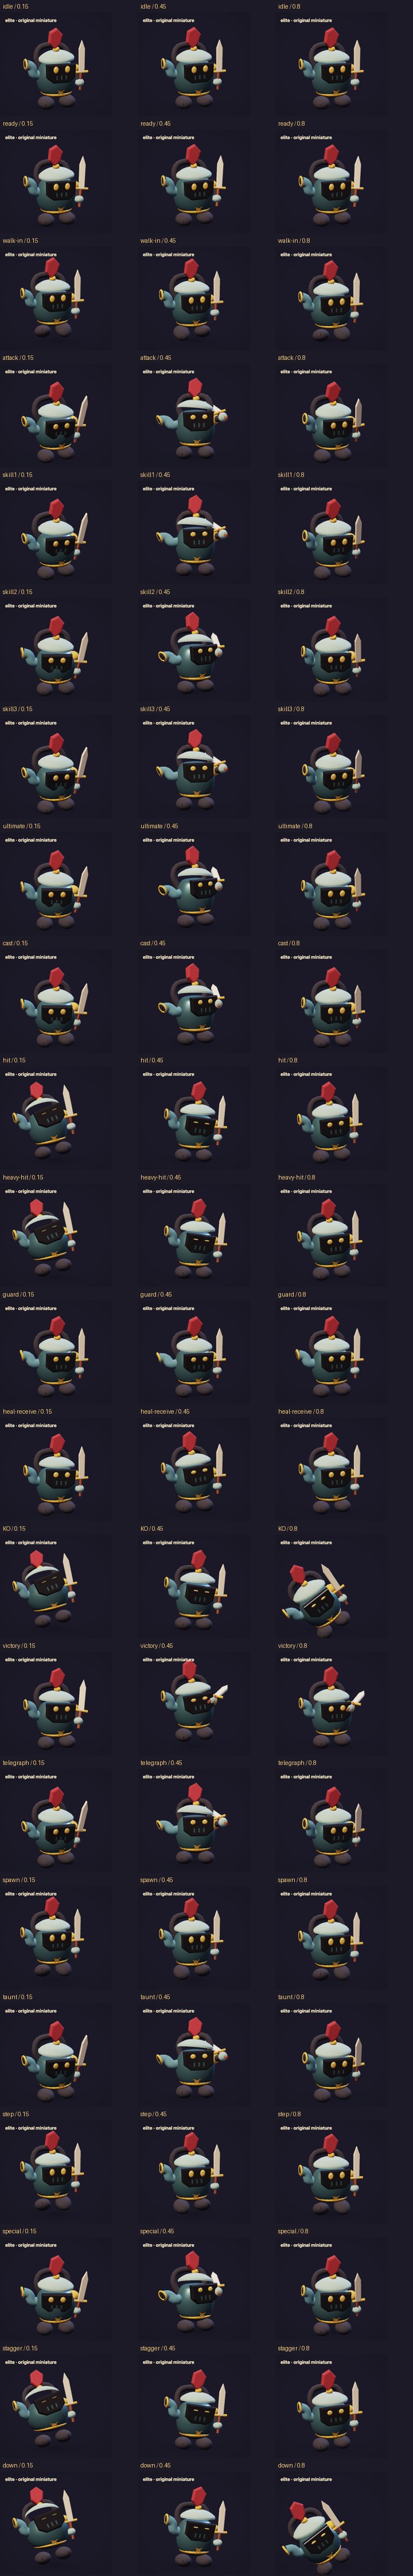 idle / 0.15 idle / 0.45 idle / 0.8
elite - original miniature elite - original miniature elite - original miniature
ready / 0.15 ready / 0.45 ready / 0.8
elite - original miniature elite - original miniature elite - original miniature
walk-in / 0.15 walk-in / 0.45 walk-in / 0.8
elite - original miniature elite - original miniature elite - original miniature
attack / 0.15 attack / 0.45 attack / 0.8
elite - original miniature elite - original miniature elite - original miniature
skill1 / 0.15 skill1 / 0.45 skill1 / 0.8
elite - original miniature elite - original miniature elite - original miniature
skill2 / 0.15 skill2 / 0.45 skill2 / 0.8
elite - original miniature elite - original miniature elite - original miniature
skill3 / 0.15 skill3 / 0.45 skill3 / 0.8
elite - original miniature elite - original miniature elite - original miniature
ultimate / 0.15 ultimate / 0.45 ultimate / 0.8
elite - original miniature elite - original miniature elite - original miniature
cast / 0.15 cast / 0.45 cast / 0.8
elite - original miniature elite - original miniature elite - original miniature
hit / 0.15 hit / 0.45 hit / 0.8
elite - original miniature elite - original miniature elite - original miniature
heavy-hit / 0.15 heavy-hit / 0.45 heavy-hit / 0.8
elite - original miniature elite - original miniature elite - original miniature
guard / 0.15 guard / 0.45 guard / 0.8
elite - original miniature elite - original miniature elite - original miniature
heal-receive / 0.15 heal-receive / 0.45 heal-receive / 0.8
elite - original miniature elite - original miniature elite - original miniature
KO / 0.15 KO / 0.45 KO / 0.8
elite - original miniature elite - original miniature elite - original miniature
victory / 0.15 victory / 0.45 victory / 0.8
elite - original miniature elite - original miniature elite - original miniature
telegraph / 0.15 telegraph / 0.45 telegraph / 0.8
elite - original miniature elite - original miniature elite - original miniature
spawn / 0.15 spawn / 0.45 spawn / 0.8
elite - original miniature elite - original miniature elite - original miniature
taunt / 0.15 taunt / 0.45 taunt / 0.8
elite - original miniature elite - original miniature elite - original miniature
step / 0.15 step / 0.45 step / 0.8
elite - original miniature elite - original miniature elite - original miniature
special / 0.15 special / 0.45 special / 0.8
elite - original miniature elite - original miniature elite - original miniature
stagger / 0.15 stagger / 0.45 stagger / 0.8
elite - original miniature elite - original miniature elite - original miniature
down / 0.15 down / 0.45 down / 0.8
elite - original miniature elite - original miniature elite - original miniature